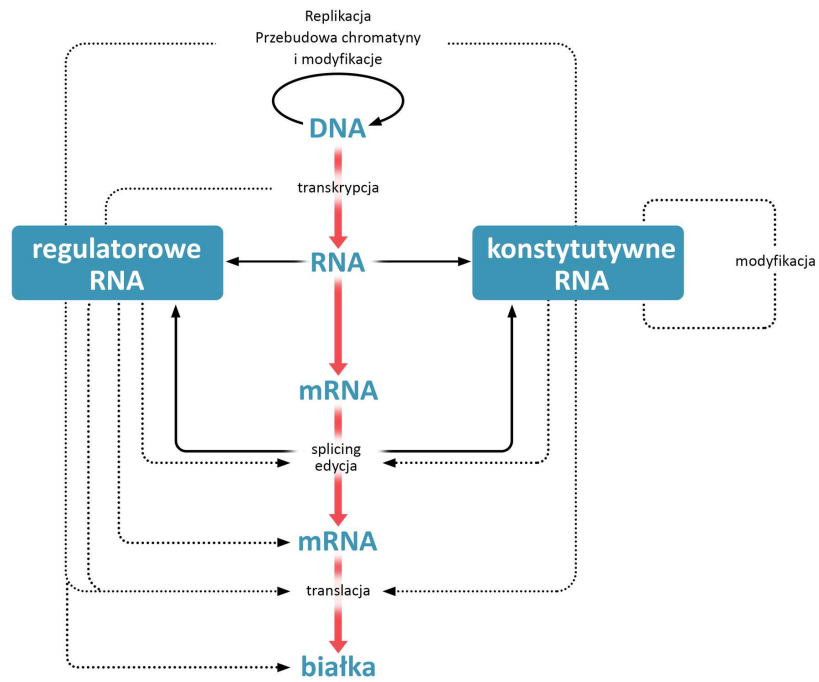 Replikacja
Przebudowa chromatyny
i modyfikacje
DNA
transkrypcja
regulatorowe
RNA
RNA
konstytutywne
RNA
modyfikacja
mRNA
splicing
edycja
mRNA
translacja
białka